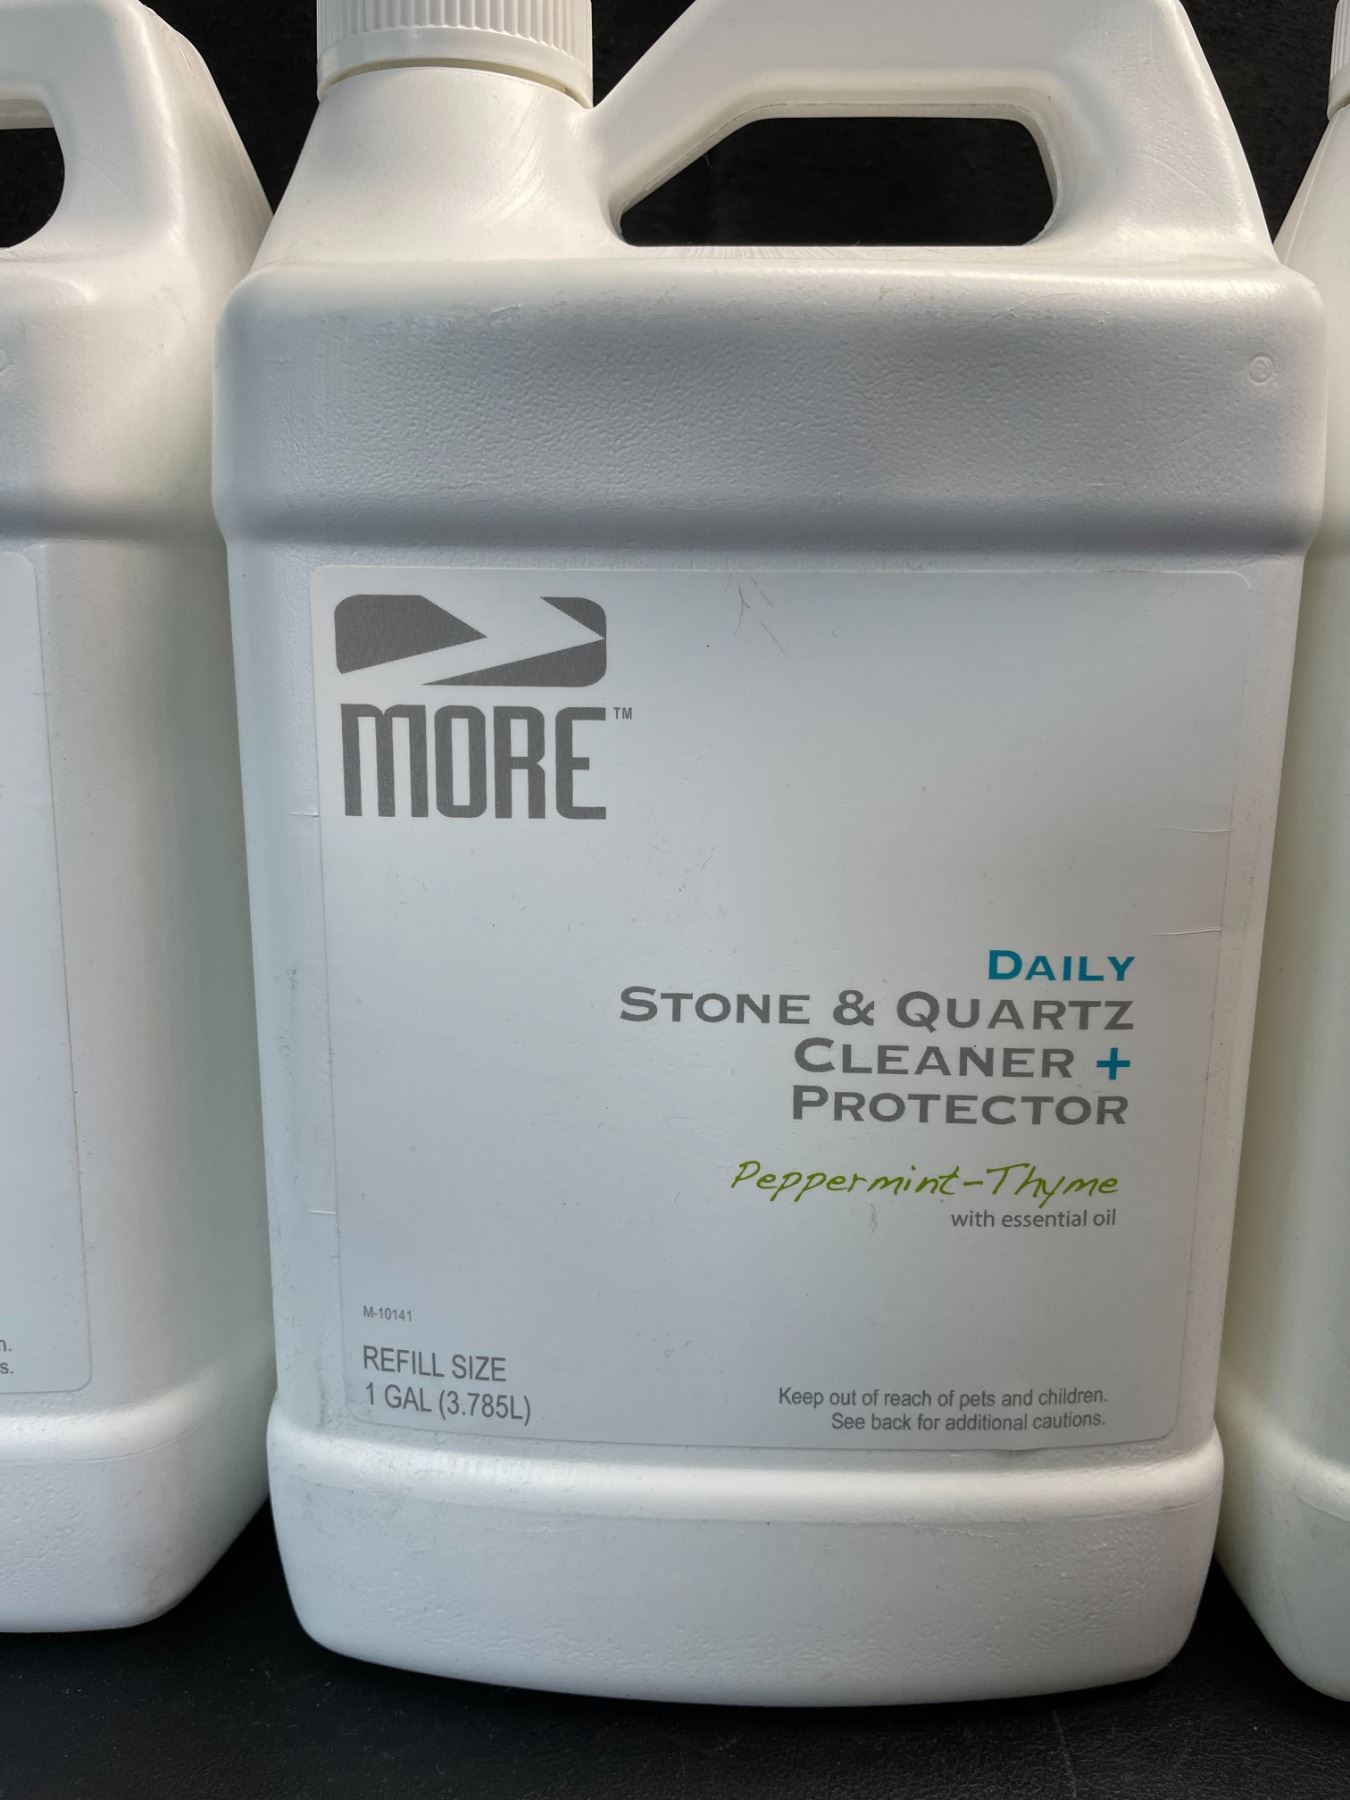 MORE™
DAILY
STONE & QUARTZ
CLEANER +
PROTECTOR
Peppermint-Thyme
with essential oil
M-10141
REFILL SIZE
1 GAL (3.785L)
Keep out of reach of pets and children.
See back for additional cautions.